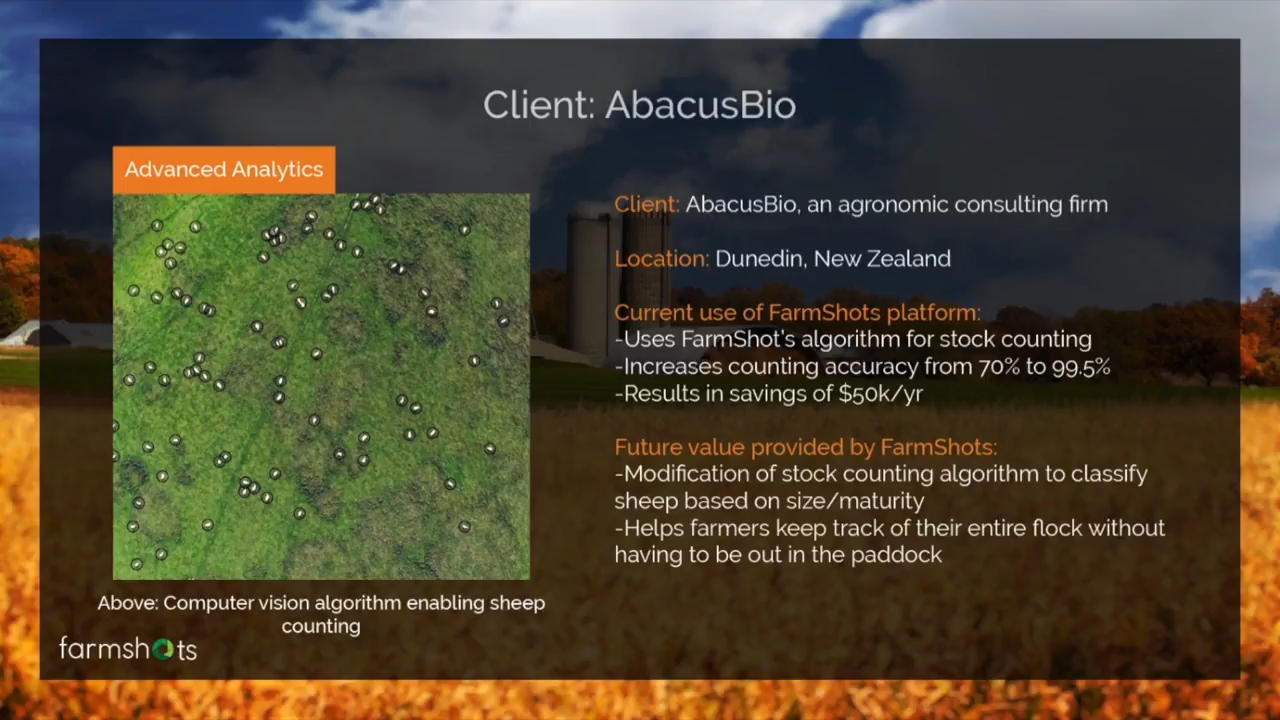 Client: AbacusBio
Advanced Analytics
Client: AbacusBio, an agronomic consulting firm
Location: Dunedin, New Zealand
Current use of FarmShots platform:
-Uses FarmShot's algorithm for stock counting
-Increases counting accuracy from 70% to 99.5%
-Results in savings of $50k/yr
Future value provided by FarmShots:
-Modification of stock counting algorithm to classify
sheep based on size/maturity
-Helps farmers keep track of their entire flock without
having to be out in the paddock
Above: Computer vision algorithm enabling sheep
counting
farmshots